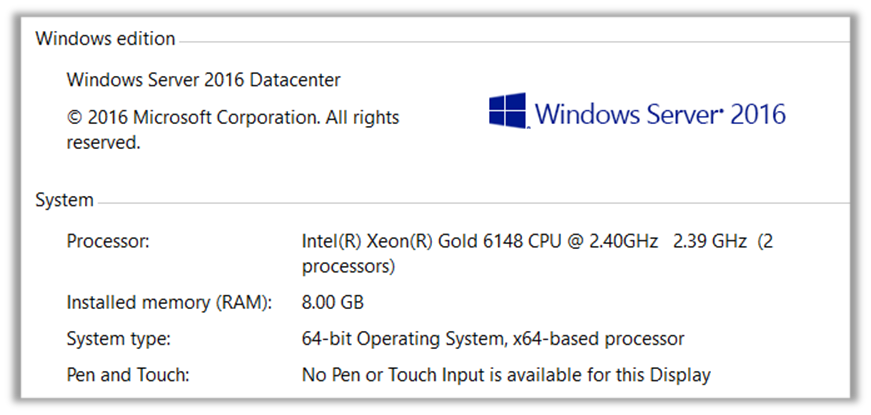 Windows edition
Windows Server 2016 Datacenter
© 2016 Microsoft Corporation. All rights
reserved.
Windows Server® 2016
System
Processor: Intel(R) Xeon(R) Gold 6148 CPU @ 2.40GHz 2.39 GHz (2
processors)
Installed memory (RAM): 8.00 GB
System type: 64-bit Operating System, x64-based processor
Pen and Touch: No Pen or Touch Input is available for this Display